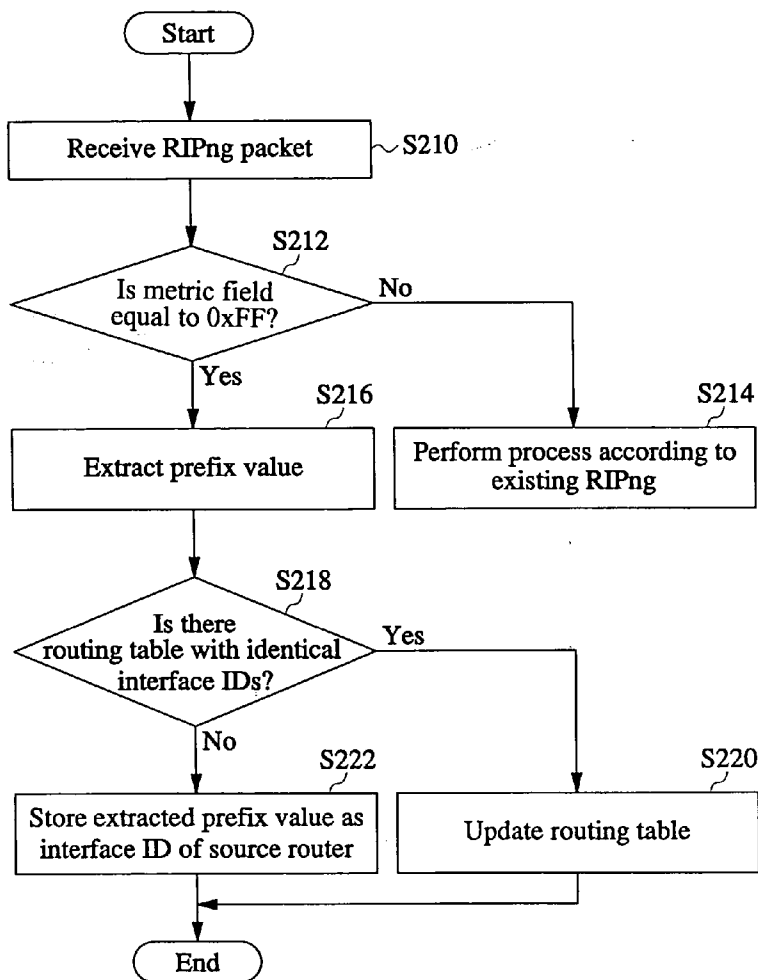 Start
Receive RIPng packet
S210
S212
Is metric field
equal to 0xFF?
No
Yes
S216
S214
Extract prefix value
Perform process according to
existing RIPng
S218
Is there
routing table with identical
interface IDs?
Yes
No
S222
S220
Store extracted prefix value as
interface ID of source router
Update routing table
End